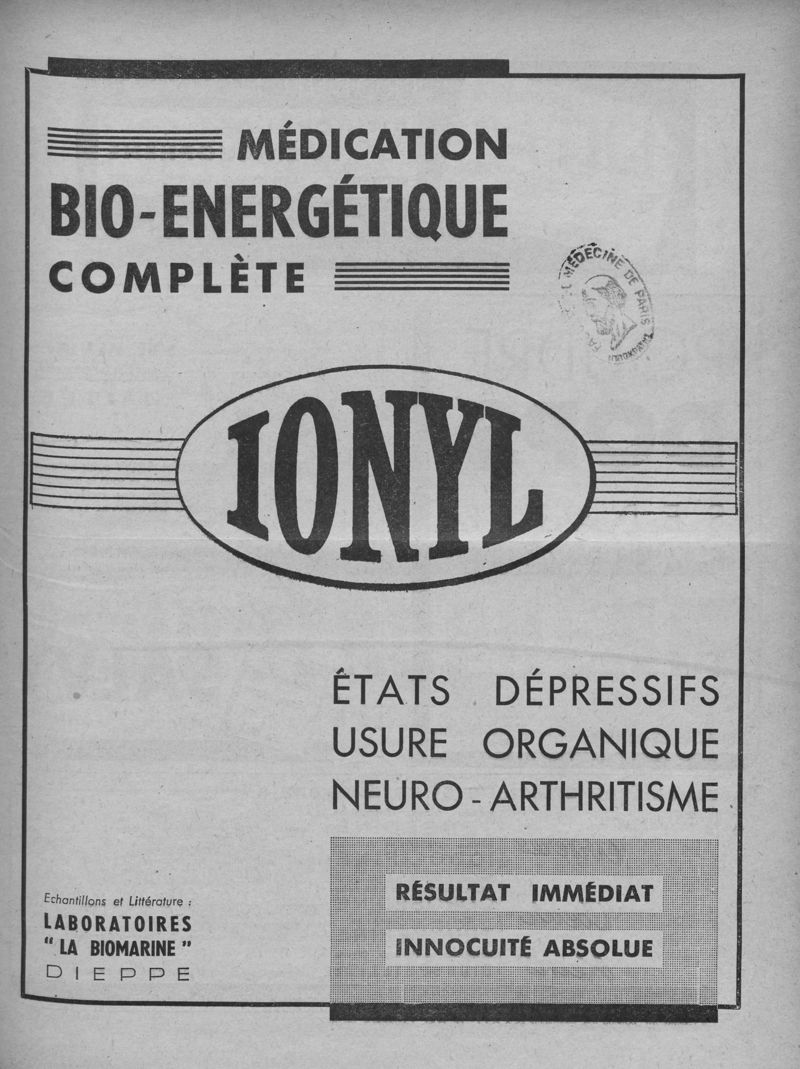 MÉDICATION
BIO-ENERGÉTIQUE
COMPLÈTE
MÉDECINE DE PARIS
IONYL
ÉTATS DÉPRESSIFS
USURE ORGANIQUE
NEURO-ARTHRITISME
RÉSULTAT IMMÉDIAT
INNOCUITÉ ABSOLUE
Echantillons et Littérature :
LABORATOIRES
“ LA BIOMARINE ”
DIEPPE